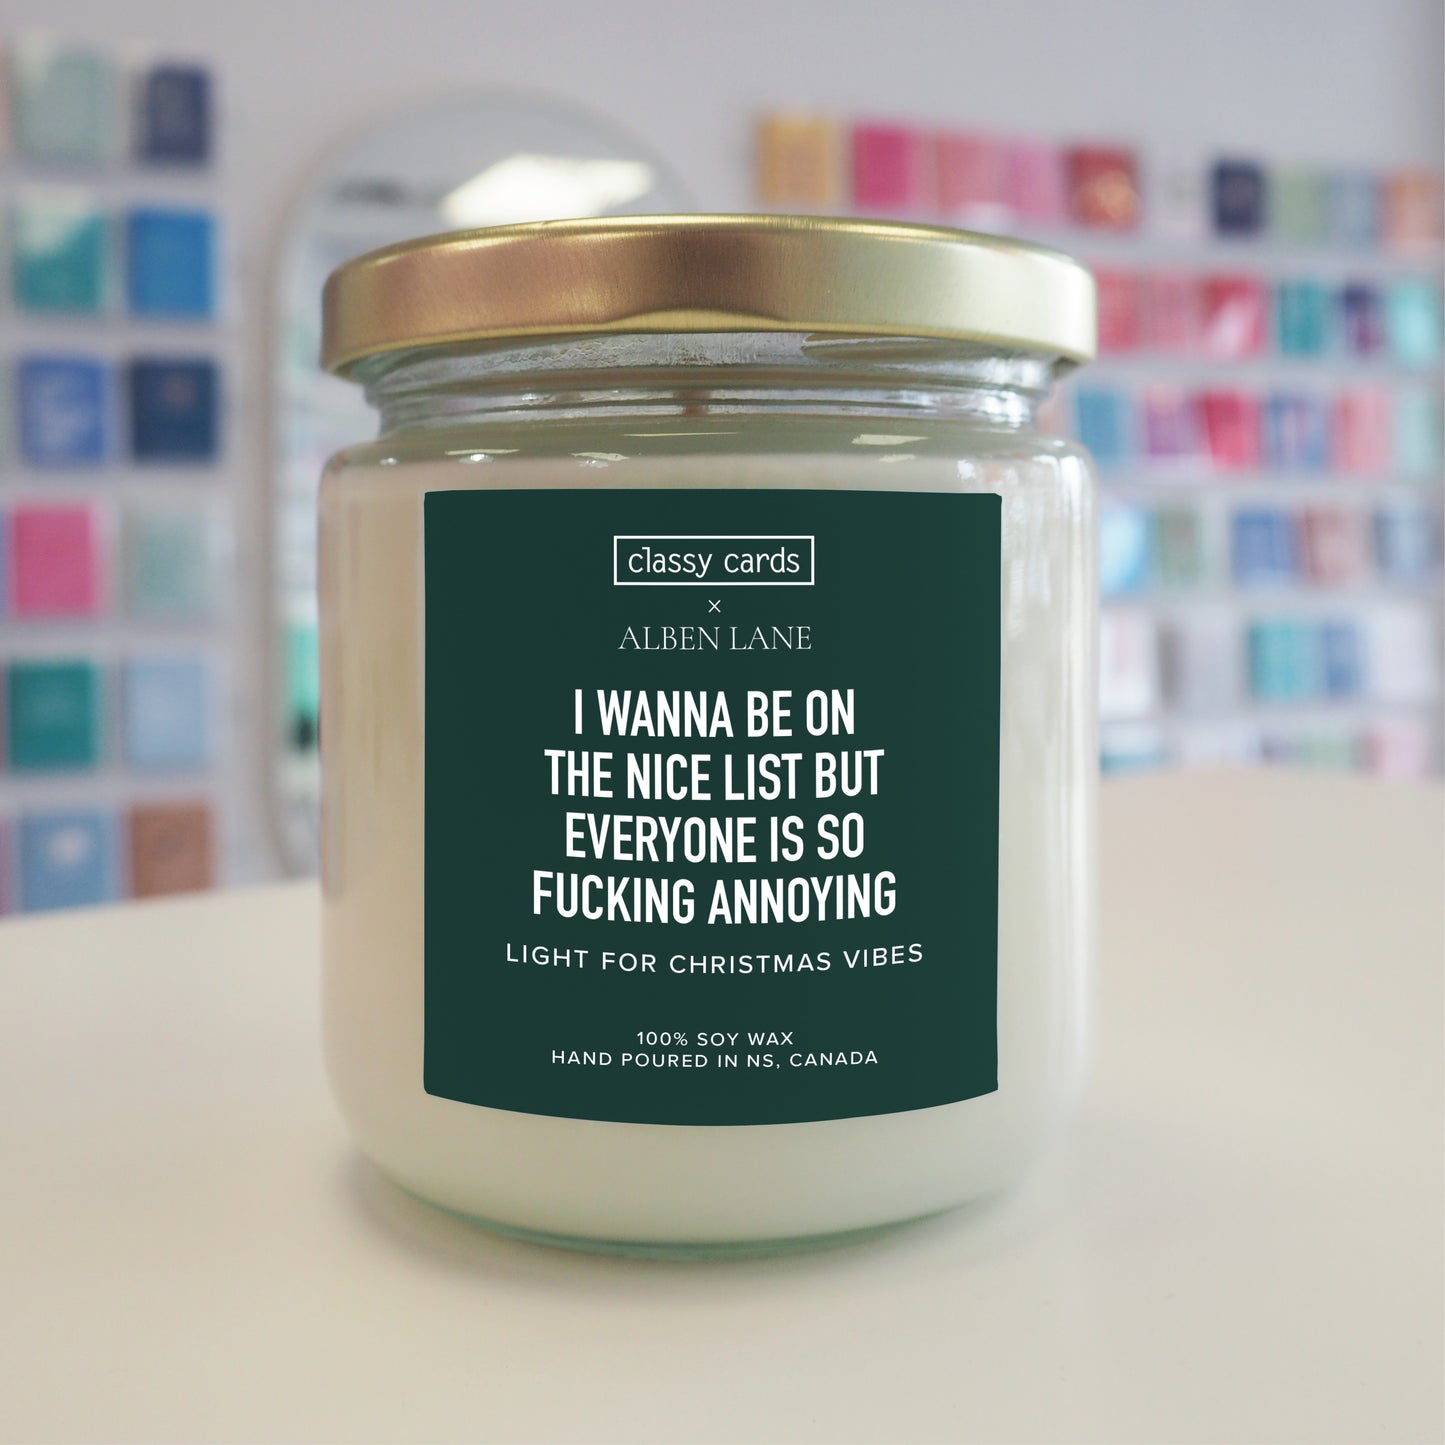 classy cards
×
ALBEN LANE
I WANNA BE ON
THE NICE LIST BUT
EVERYONE IS SO
FUCKING ANNOYING
LIGHT FOR CHRISTMAS VIBES
100% SOY WAX
HAND POURED IN NS, CANADA